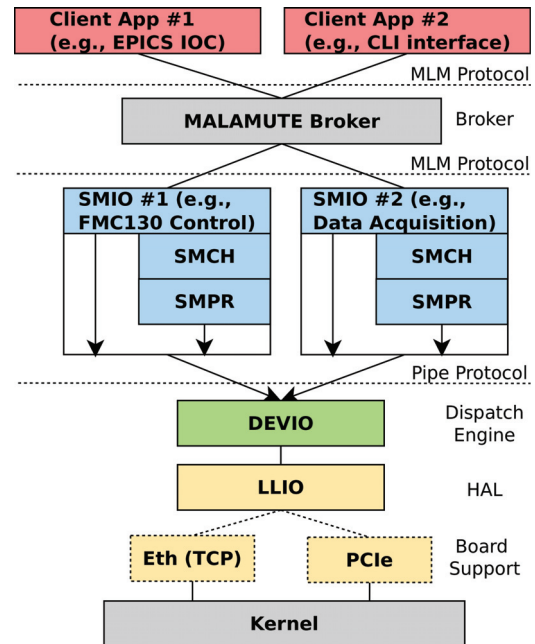 Client App #1
(e.g., EPICS IOC)
Client App #2
(e.g., CLI interface)
MLM Protocol
MALAMUTE Broker
Broker
MLM Protocol
SMIO #1 (e.g.,
FMC130 Control)
SMIO #2 (e.g.,
Data Acquisition)
SMCH
SMCH
SMPR
SMPR
Pipe Protocol
DEVIO
Dispatch
Engine
LLIO
HAL
Eth (TCP)
PCIe
Board
Support
Kernel